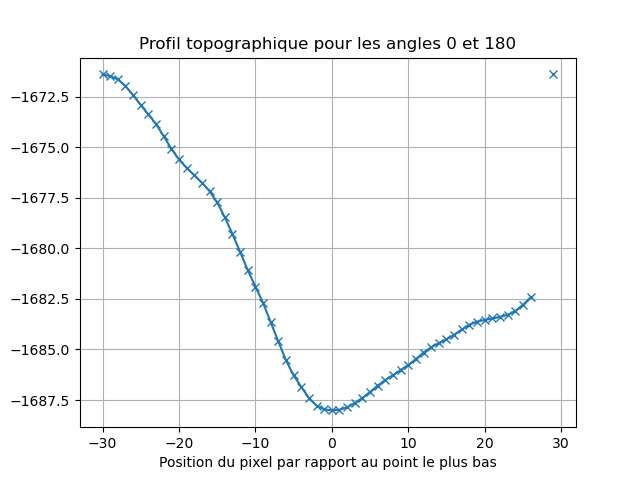 Profil topographique pour les angles 0 et 180
−1672.5
−1675.0
−1677.5
−1680.0
−1682.5
−1685.0
−1687.5
−30 −20 −10 0 10 20 30
Position du pixel par rapport au point le plus bas